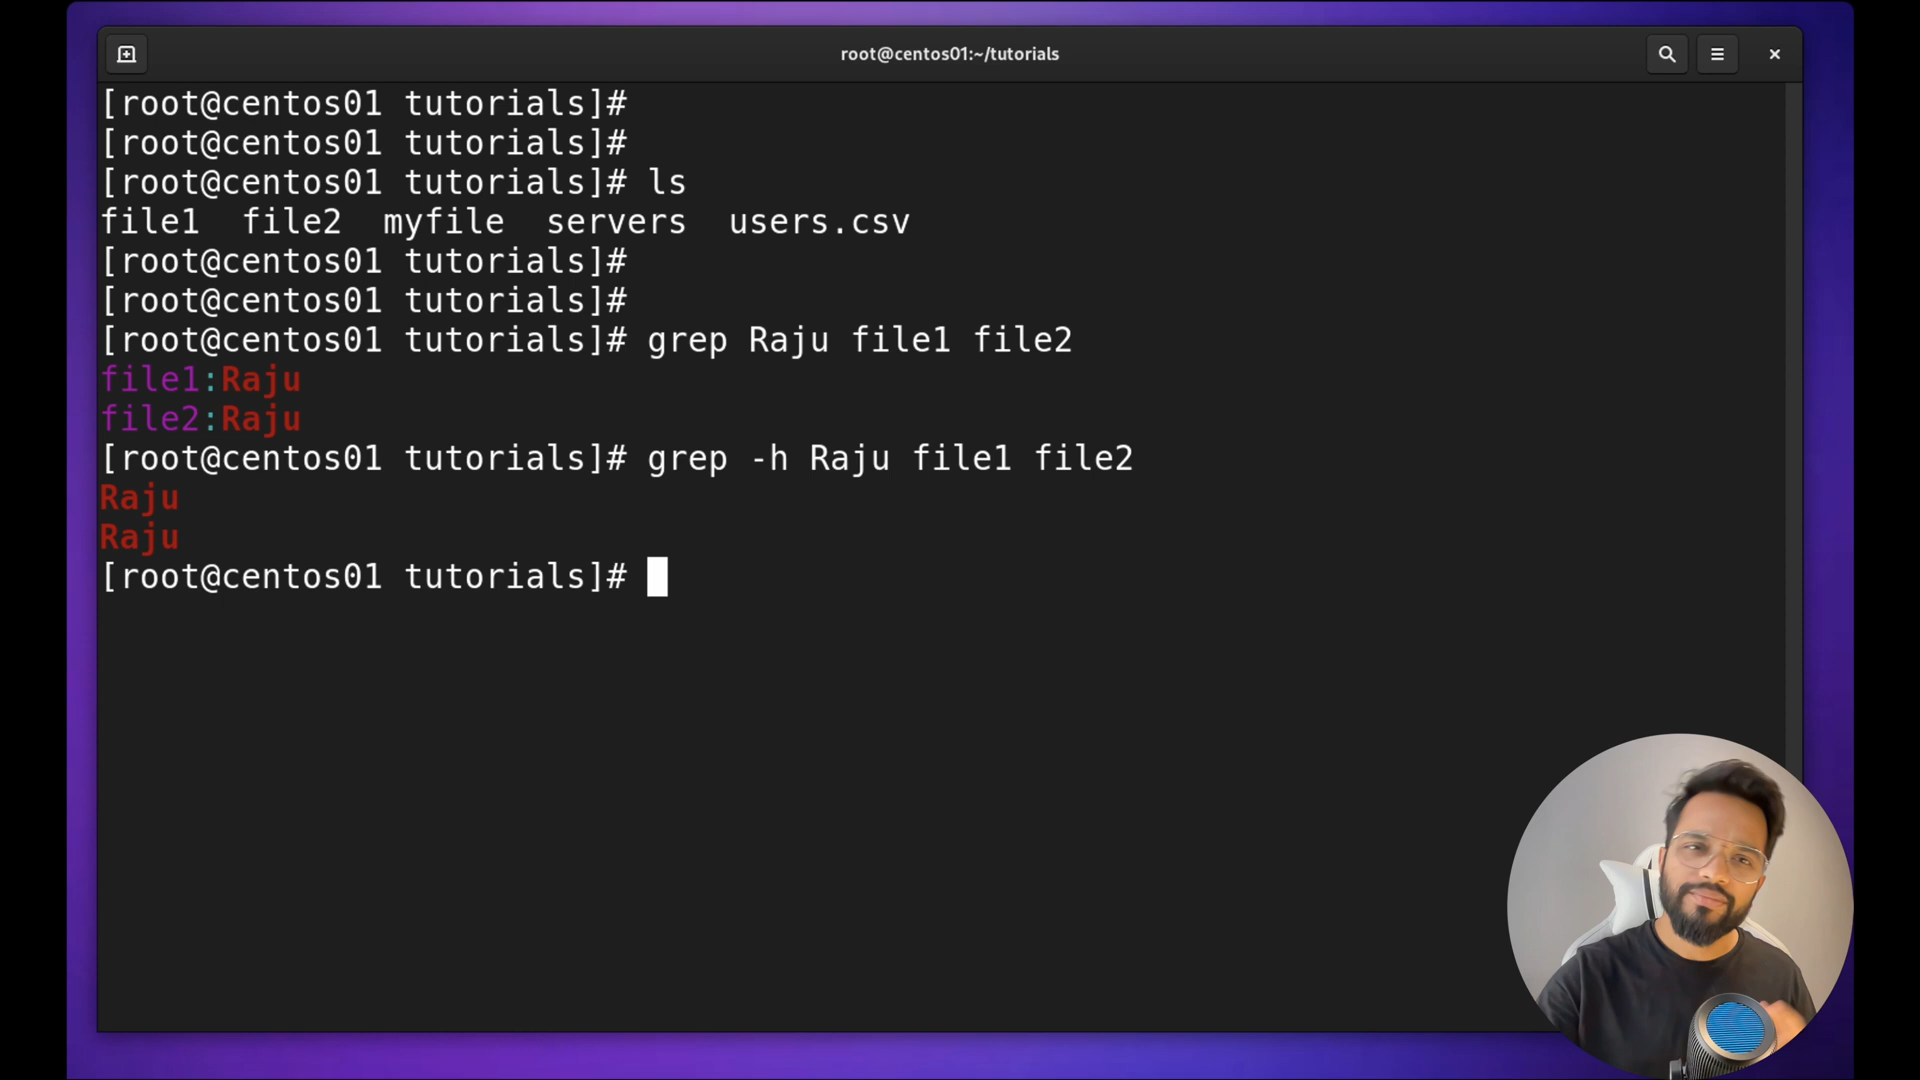 root@centos01:~/tutorials
[root@centos01 tutorials]#
[root@centos01 tutorials]#
[root@centos01 tutorials]# ls
file1  file2  myfile  servers  users.csv
[root@centos01 tutorials]#
[root@centos01 tutorials]#
[root@centos01 tutorials]# grep Raju file1 file2
file1:Raju
file2:Raju
[root@centos01 tutorials]# grep -h Raju file1 file2
Raju
Raju
[root@centos01 tutorials]#